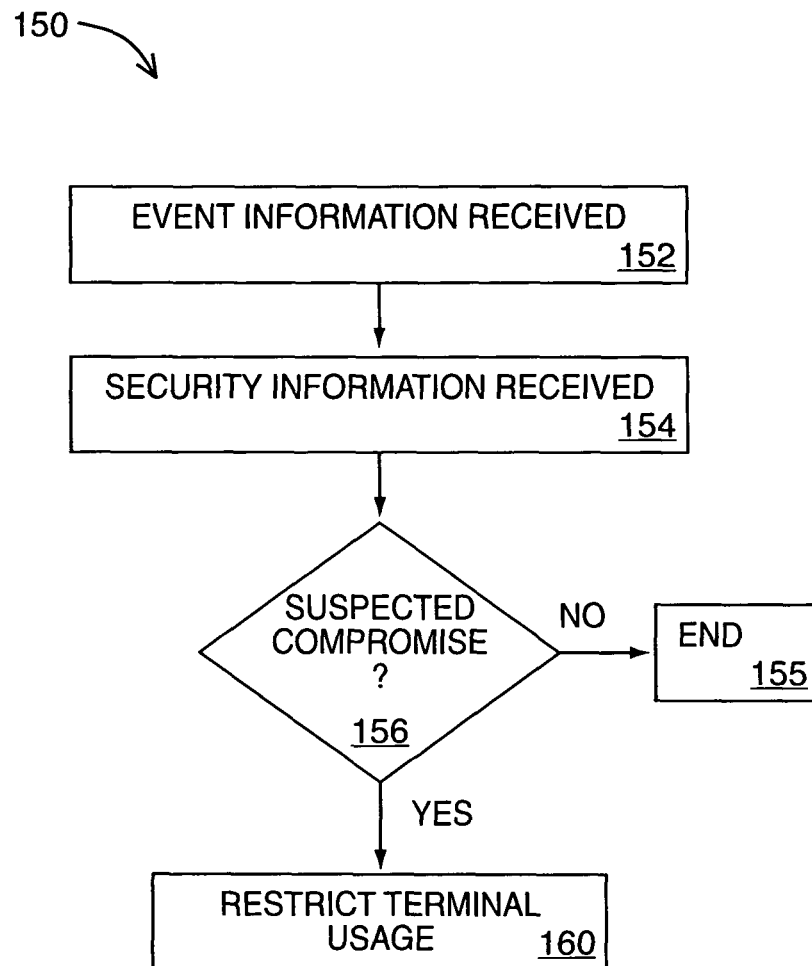 150
EVENT INFORMATION RECEIVED
152
SECURITY INFORMATION RECEIVED
154
SUSPECTED
COMPROMISE
?
156
NO
END
155
YES
RESTRICT TERMINAL
USAGE
160